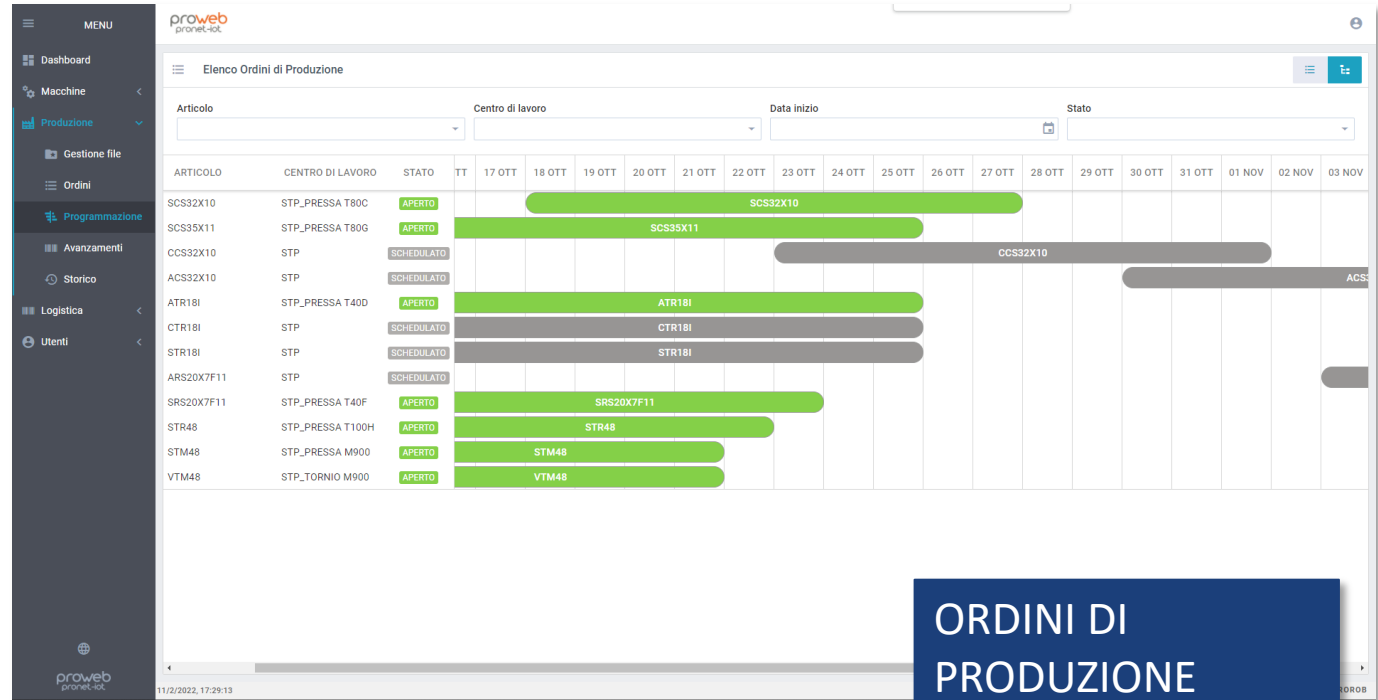 MENU
proweb
pronet-iot
Dashboard
Macchine
Produzione
Gestione file
Ordini
Programmazione
Avanzamenti
Storico
Logistica
Utenti
proweb
pronet-iot
Elenco Ordini di Produzione
Articolo Centro di lavoro Data inizio Stato
ARTICOLO CENTRO DI LAVORO STATO TT 17 OTT 18 OTT 19 OTT 20 OTT 21 OTT 22 OTT 23 OTT 24 OTT 25 OTT 26 OTT 27 OTT 28 OTT 29 OTT 30 OTT 31 OTT 01 NOV 02 NOV 03 NOV
SCS32X10 STP_PRESSA T80C APERTO SCS32X10
SCS35X11 STP_PRESSA T80G APERTO SCS35X11
CCS32X10 STP SCHEDULATO CCS32X10
ACS32X10 STP SCHEDULATO ACS3
ATR18I STP_PRESSA T40D APERTO ATR18I
CTR18I STP SCHEDULATO CTR18I
STR18I STP SCHEDULATO STR18I
ARS20X7F11 STP SCHEDULATO
SRS20X7F11 STP_PRESSA T40F APERTO SRS20X7F11
STR48 STP_PRESSA T100H APERTO STR48
STM48 STP_PRESSA M900 APERTO STM48
VTM48 STP_TORNIO M900 APERTO VTM48
11/2/2022, 17:29:13
ORDINI DI
PRODUZIONE